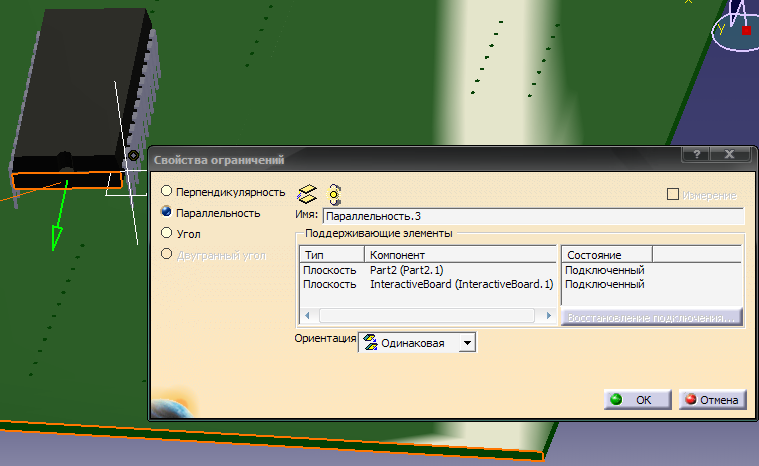 y
Свойства ограничений
? X
Перпендикулярность
Параллельность
Угол
Двугранный угол
Измерение
Имя: Параллельность.3
Поддерживающие элементы
Тип Компонент Состояние
Плоскость Part2 (Part2.1) Подключенный
Плоскость InteractiveBoard (InteractiveBoard.1) Подключенный
Восстановление подключения...
Ориентация Одинаковая
OK Отмена